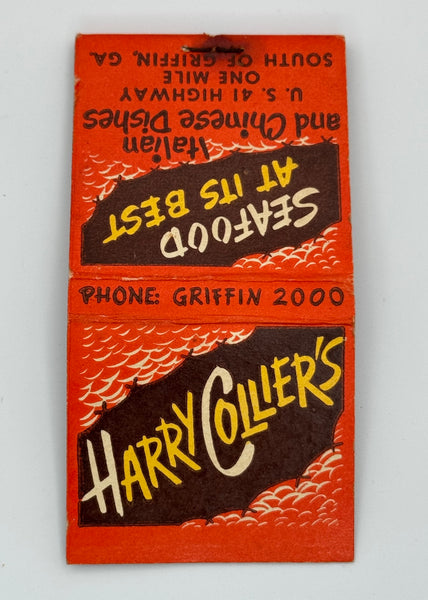 HARRY COLLIER'S
PHONE: GRIFFIN 2000
SEAFOOD
AT ITS BEST
Italian
and Chinese Dishes
U. S. 41 HIGHWAY
ONE MILE
SOUTH OF GRIFFIN, GA.